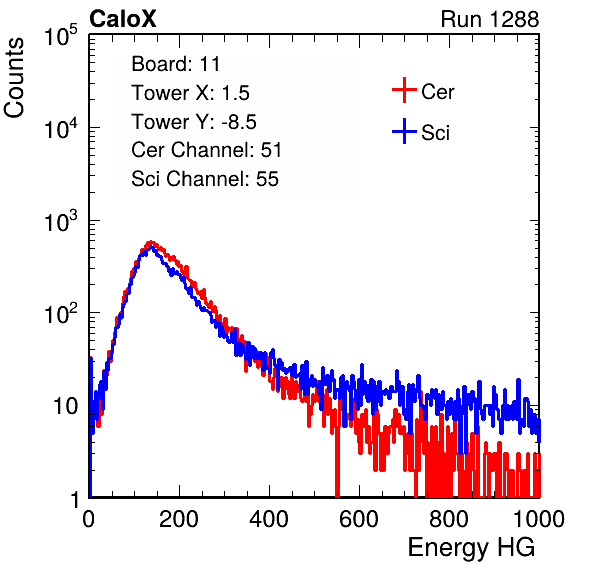 CaloX Run 1288
Counts
10^5
10^4
10^3
10^2
10
1
Board: 11
Tower X: 1.5
Tower Y: -8.5
Cer Channel: 51
Sci Channel: 55
Cer
Sci
0 200 400 600 800 1000
Energy HG